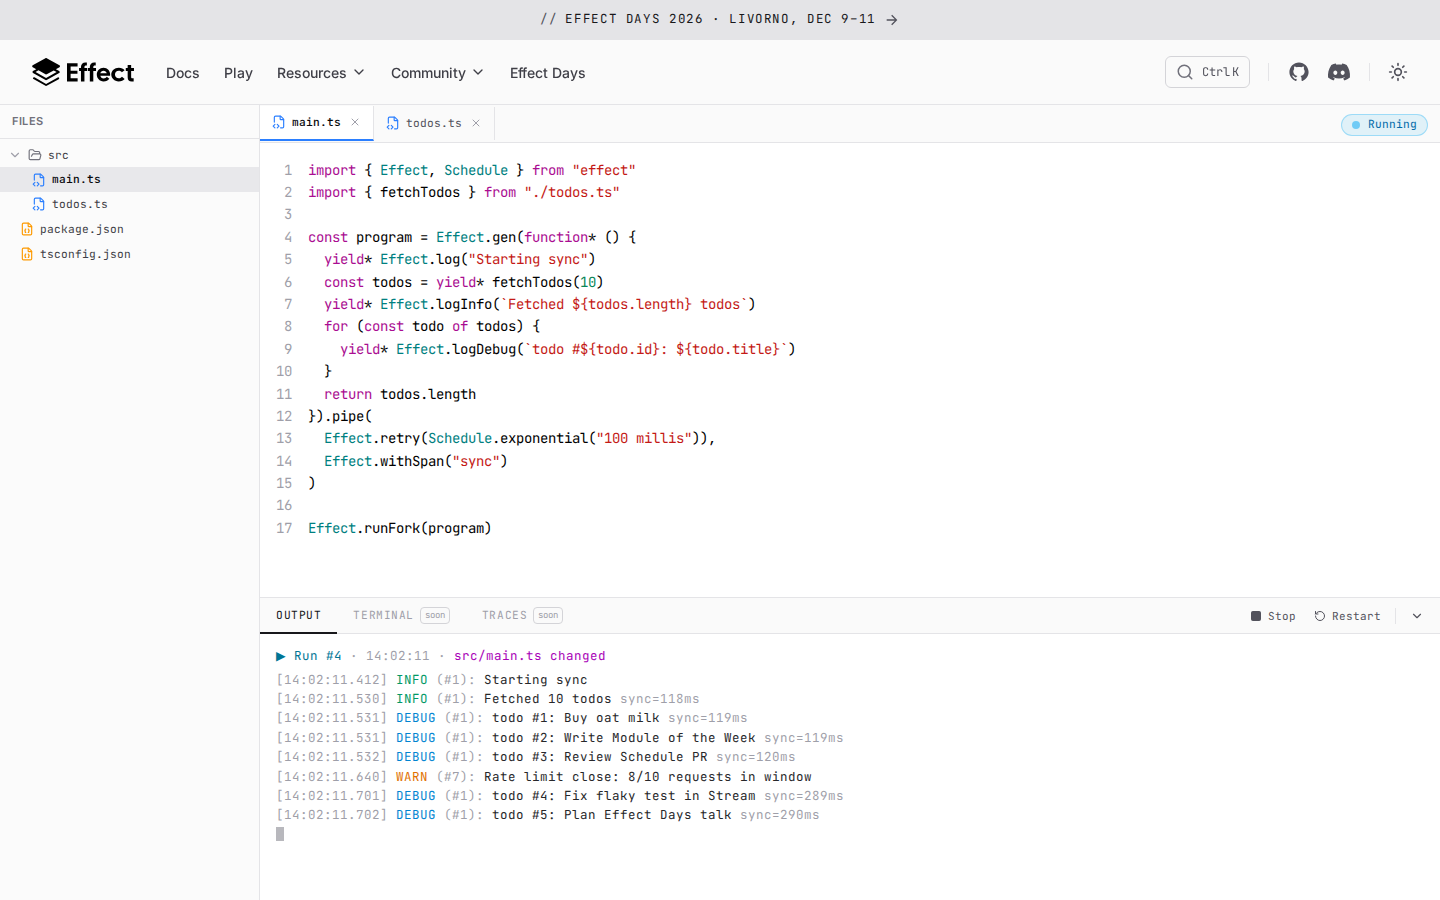 // EFFECT DAYS 2026 · LIVORNO, DEC 9–11 →
Effect
Docs
Play
Resources
Community
Effect Days
Ctrl K
FILES
src
main.ts
todos.ts
package.json
tsconfig.json
main.ts
todos.ts
Running
1 import { Effect, Schedule } from "effect"
2 import { fetchTodos } from "./todos.ts"
3
4 const program = Effect.gen(function* () {
5   yield* Effect.log("Starting sync")
6   const todos = yield* fetchTodos(10)
7   yield* Effect.logInfo(`Fetched ${todos.length} todos`)
8   for (const todo of todos) {
9     yield* Effect.logDebug(`todo #${todo.id}: ${todo.title}`)
10   }
11   return todos.length
12 }).pipe(
13   Effect.retry(Schedule.exponential("100 millis")),
14   Effect.withSpan("sync")
15 )
16
17 Effect.runFork(program)
OUTPUT
TERMINAL soon
TRACES soon
Stop
Restart
▶ Run #4 · 14:02:11 · src/main.ts changed
[14:02:11.412] INFO (#1): Starting sync
[14:02:11.530] INFO (#1): Fetched 10 todos sync=118ms
[14:02:11.531] DEBUG (#1): todo #1: Buy oat milk sync=119ms
[14:02:11.531] DEBUG (#1): todo #2: Write Module of the Week sync=119ms
[14:02:11.532] DEBUG (#1): todo #3: Review Schedule PR sync=120ms
[14:02:11.640] WARN (#7): Rate limit close: 8/10 requests in window
[14:02:11.701] DEBUG (#1): todo #4: Fix flaky test in Stream sync=289ms
[14:02:11.702] DEBUG (#1): todo #5: Plan Effect Days talk sync=290ms